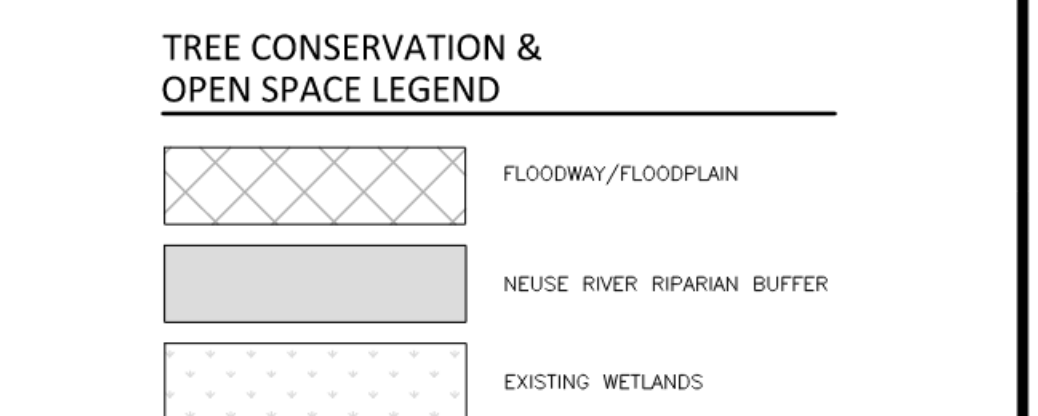 TREE CONSERVATION &
OPEN SPACE LEGEND
FLOODWAY/FLOODPLAIN
NEUSE RIVER RIPARIAN BUFFER
EXISTING WETLANDS